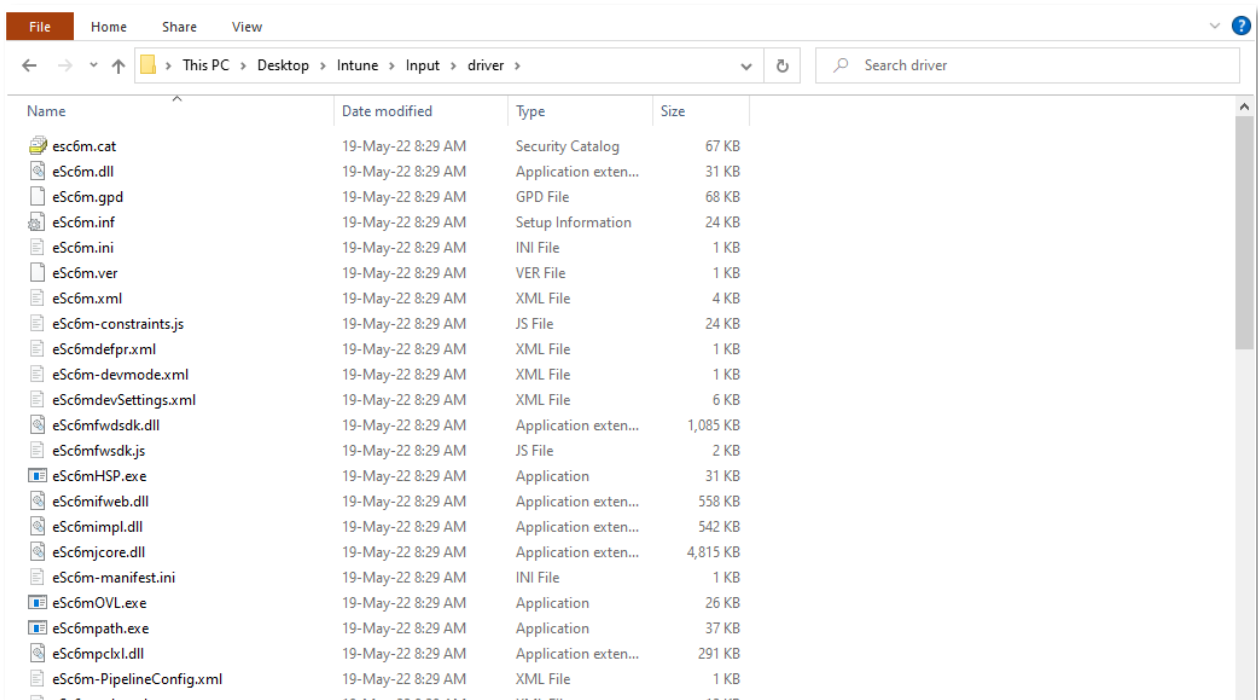 File Home Share View
This PC > Desktop > Intune > Input > driver > Search driver
Name Date modified Type Size
esc6m.cat 19-May-22 8:29 AM Security Catalog 67 KB
eSc6m.dll 19-May-22 8:29 AM Application exten... 31 KB
eSc6m.gpd 19-May-22 8:29 AM GPD File 68 KB
eSc6m.inf 19-May-22 8:29 AM Setup Information 24 KB
eSc6m.ini 19-May-22 8:29 AM INI File 1 KB
eSc6m.ver 19-May-22 8:29 AM VER File 1 KB
eSc6m.xml 19-May-22 8:29 AM XML File 4 KB
eSc6m-constraints.js 19-May-22 8:29 AM JS File 24 KB
eSc6mdefpr.xml 19-May-22 8:29 AM XML File 1 KB
eSc6m-devmode.xml 19-May-22 8:29 AM XML File 1 KB
eSc6mdevSettings.xml 19-May-22 8:29 AM XML File 6 KB
eSc6mfwdsdk.dll 19-May-22 8:29 AM Application exten... 1,085 KB
eSc6mfwsdk.js 19-May-22 8:29 AM JS File 2 KB
eSc6mHSP.exe 19-May-22 8:29 AM Application 31 KB
eSc6mifweb.dll 19-May-22 8:29 AM Application exten... 558 KB
eSc6mimpl.dll 19-May-22 8:29 AM Application exten... 542 KB
eSc6mjcore.dll 19-May-22 8:29 AM Application exten... 4,815 KB
eSc6m-manifest.ini 19-May-22 8:29 AM INI File 1 KB
eSc6mOVL.exe 19-May-22 8:29 AM Application 26 KB
eSc6mpath.exe 19-May-22 8:29 AM Application 37 KB
eSc6mpclxl.dll 19-May-22 8:29 AM Application exten... 291 KB
eSc6m-PipelineConfig.xml 19-May-22 8:29 AM XML File 1 KB